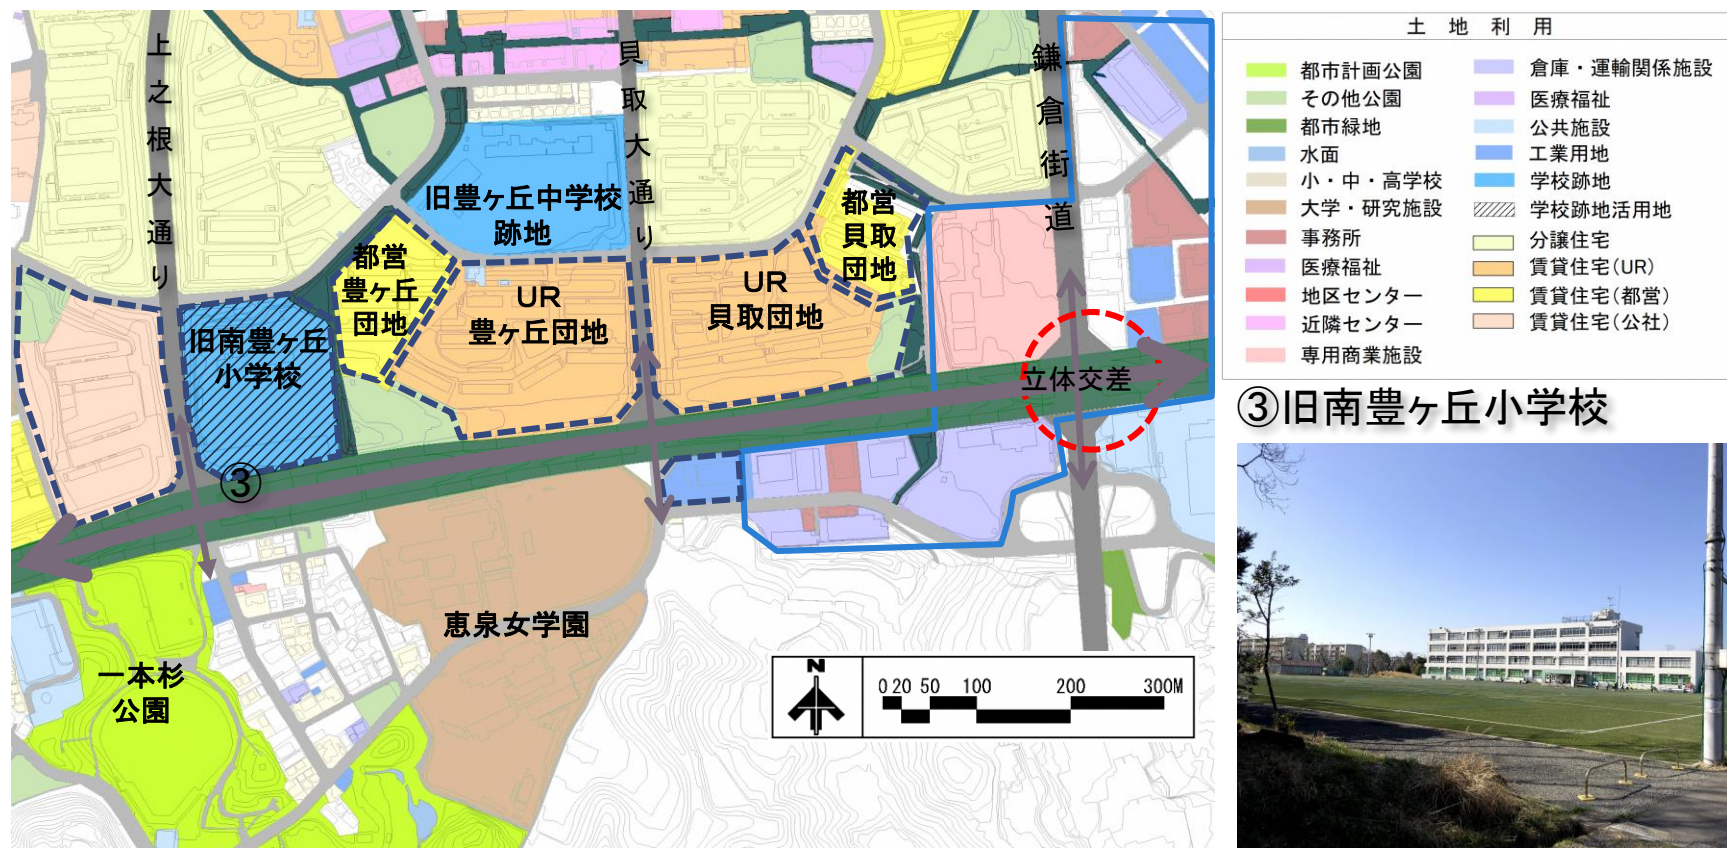 上之根大通り
貝取大通り
鎌倉街道
旧豊ヶ丘中学校
跡地
都営
貝取
団地
都営
豊ヶ丘
団地
UR
豊ヶ丘団地
UR
貝取団地
旧南豊ヶ丘
小学校
立体交差
③
恵泉女学園
一本杉
公園
N
0 20 50 100 200 300M
土地利用
都市計画公園
その他公園
都市緑地
水面
小・中・高学校
大学・研究施設
事務所
医療福祉
地区センター
近隣センター
専用商業施設
倉庫・運輸関係施設
医療福祉
公共施設
工業用地
学校跡地
学校跡地活用地
分譲住宅
賃貸住宅(UR)
賃貸住宅(都営)
賃貸住宅(公社)
③旧南豊ヶ丘小学校